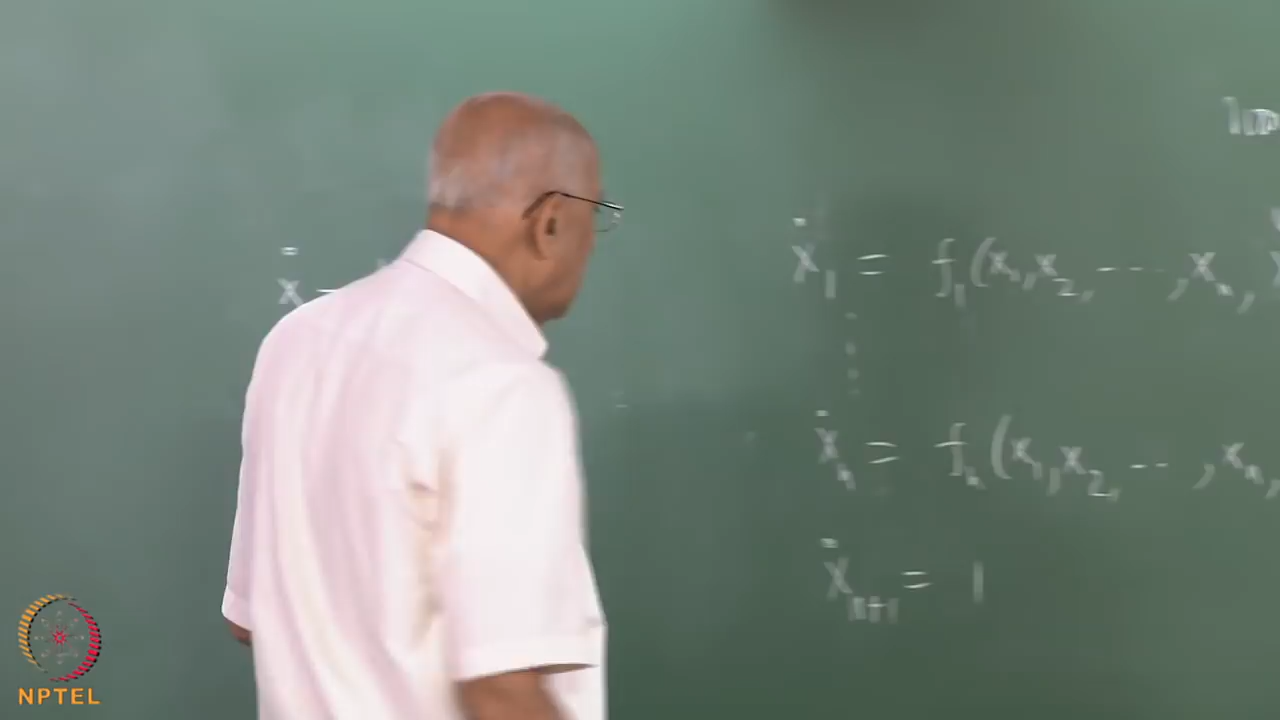 ẋ =
ẋ₁ = f₁(x₁, x₂, ---, xₙ,
⋮
ẋₙ = fₙ(x₁, x₂, ---, xₙ,
ẋₙ₊₁ = 1
NPTEL